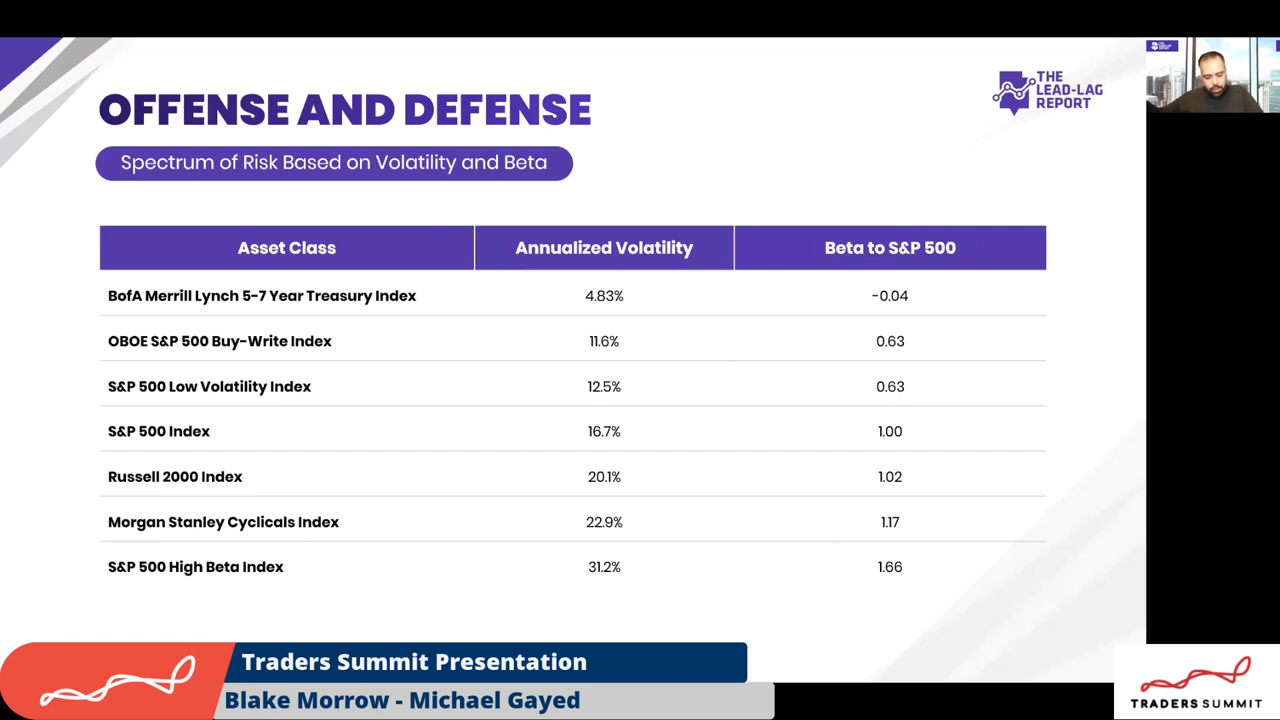 OFFENSE AND DEFENSE
Spectrum of Risk Based on Volatility and Beta
THE
LEAD-LAG
REPORT
Asset Class Annualized Volatility Beta to S&P 500
BofA Merrill Lynch 5-7 Year Treasury Index 4.83% -0.04
OBOE S&P 500 Buy-Write Index 11.6% 0.63
S&P 500 Low Volatility Index 12.5% 0.63
S&P 500 Index 16.7% 1.00
Russell 2000 Index 20.1% 1.02
Morgan Stanley Cyclicals Index 22.9% 1.17
S&P 500 High Beta Index 31.2% 1.66
Traders Summit Presentation
Blake Morrow - Michael Gayed
TRADERS SUMMIT